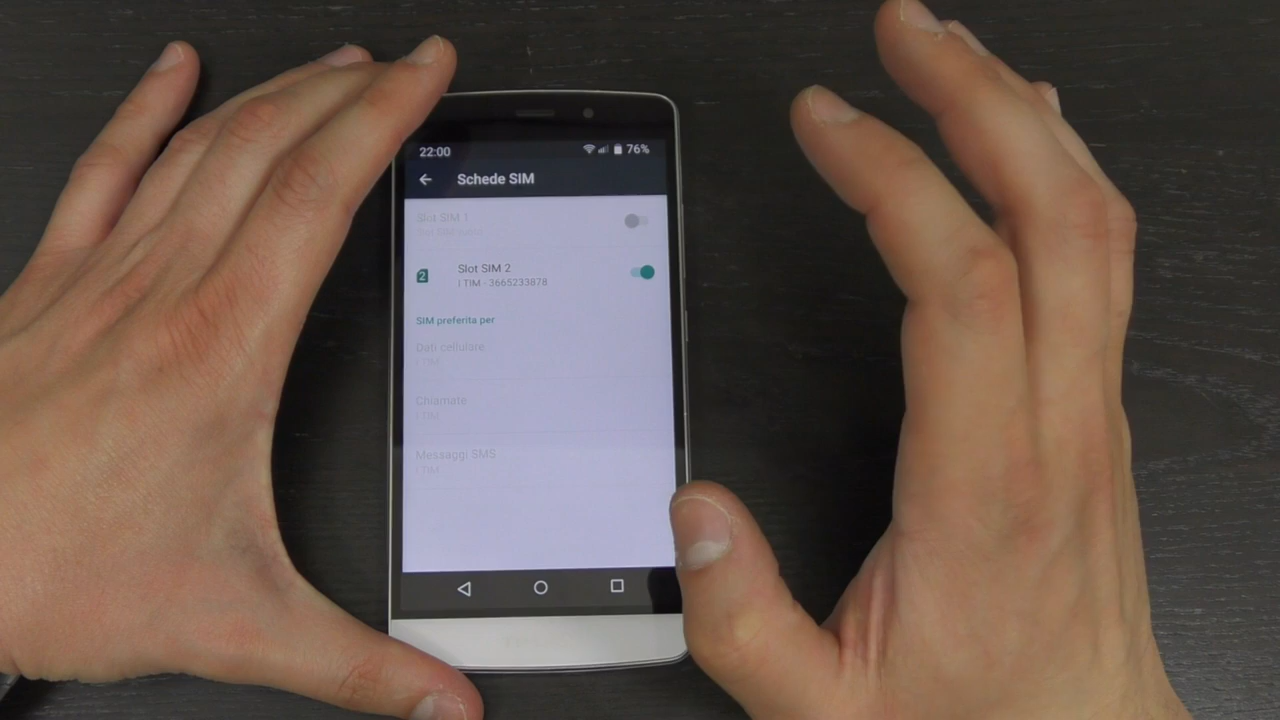 22:00
76%
Schede SIM
Slot SIM 1
2
Slot SIM 2
I TIM - 3665233878
SIM preferita per
Dati cellulare
I TIM
Chiamate
I TIM
Messaggi SMS
I TIM